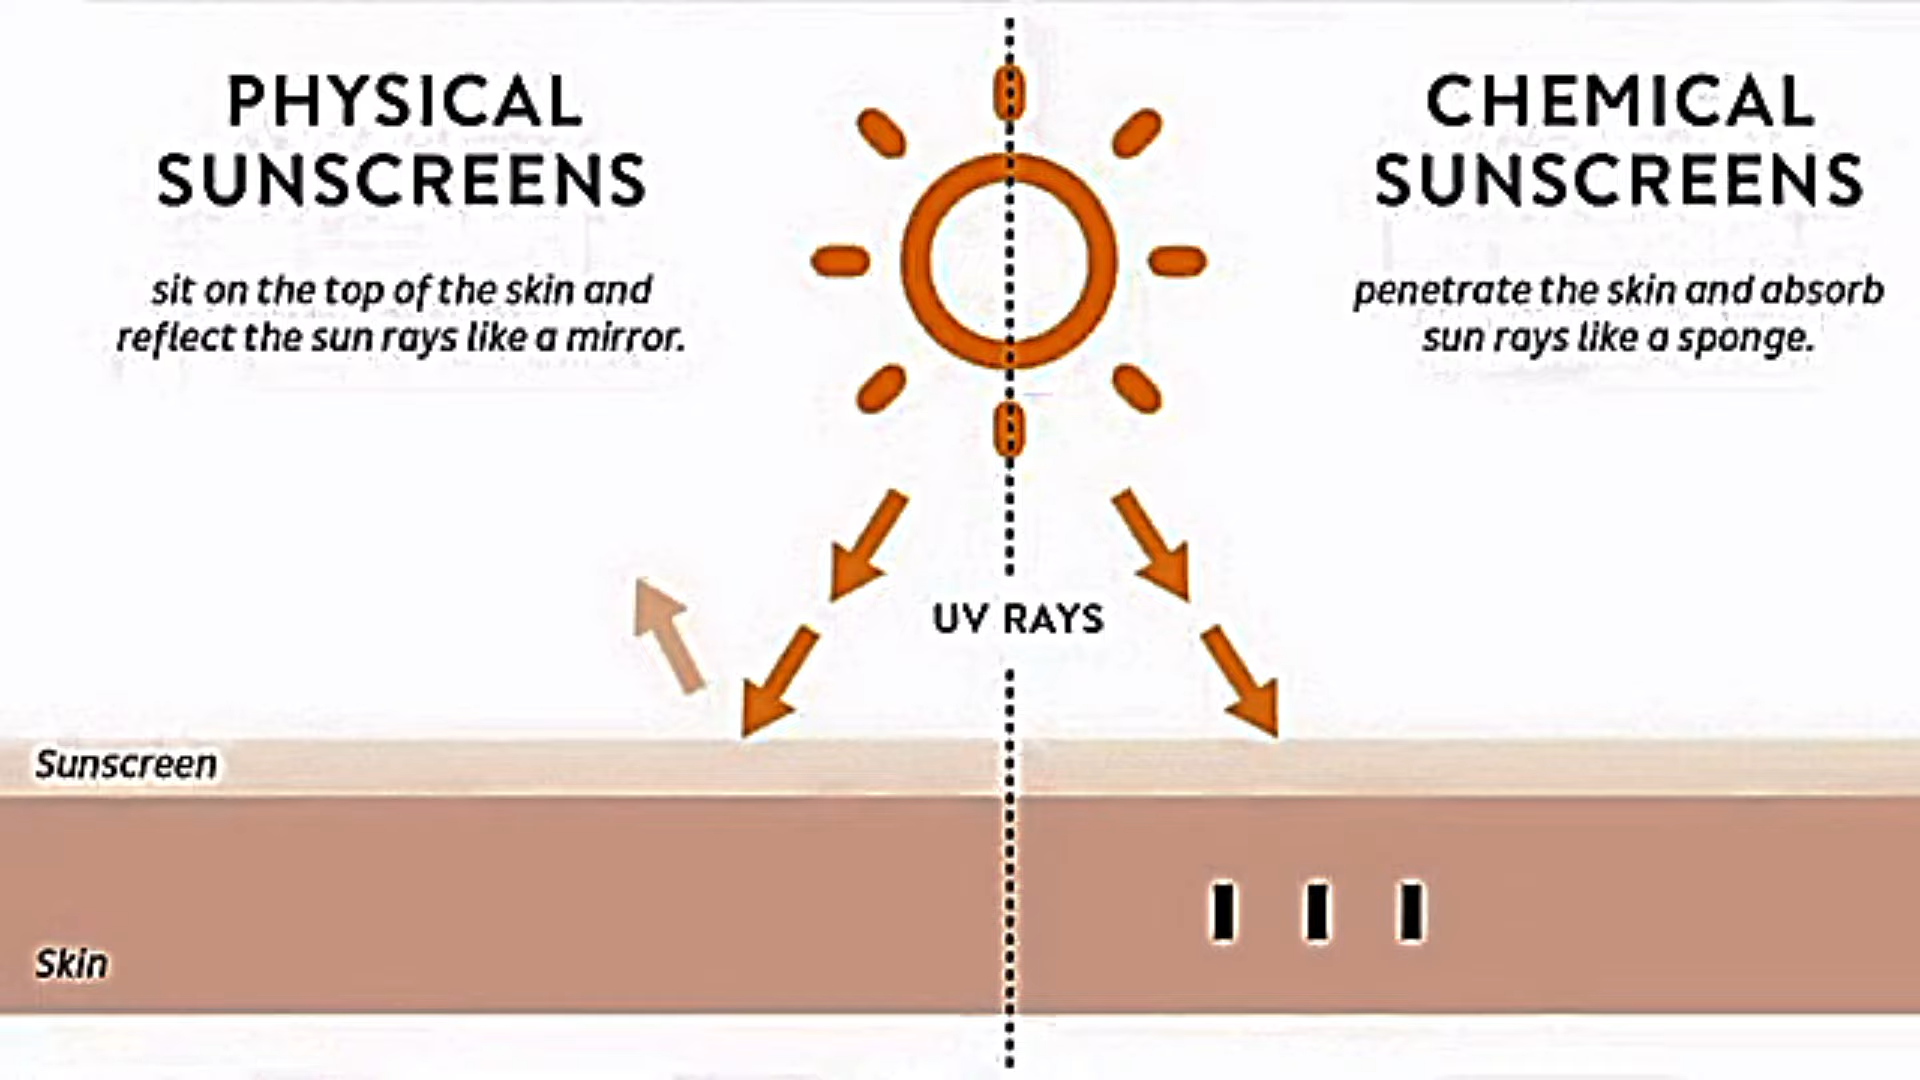 PHYSICAL
SUNSCREENS
sit on the top of the skin and
reflect the sun rays like a mirror.
CHEMICAL
SUNSCREENS
penetrate the skin and absorb
sun rays like a sponge.
UV RAYS
Sunscreen
Skin